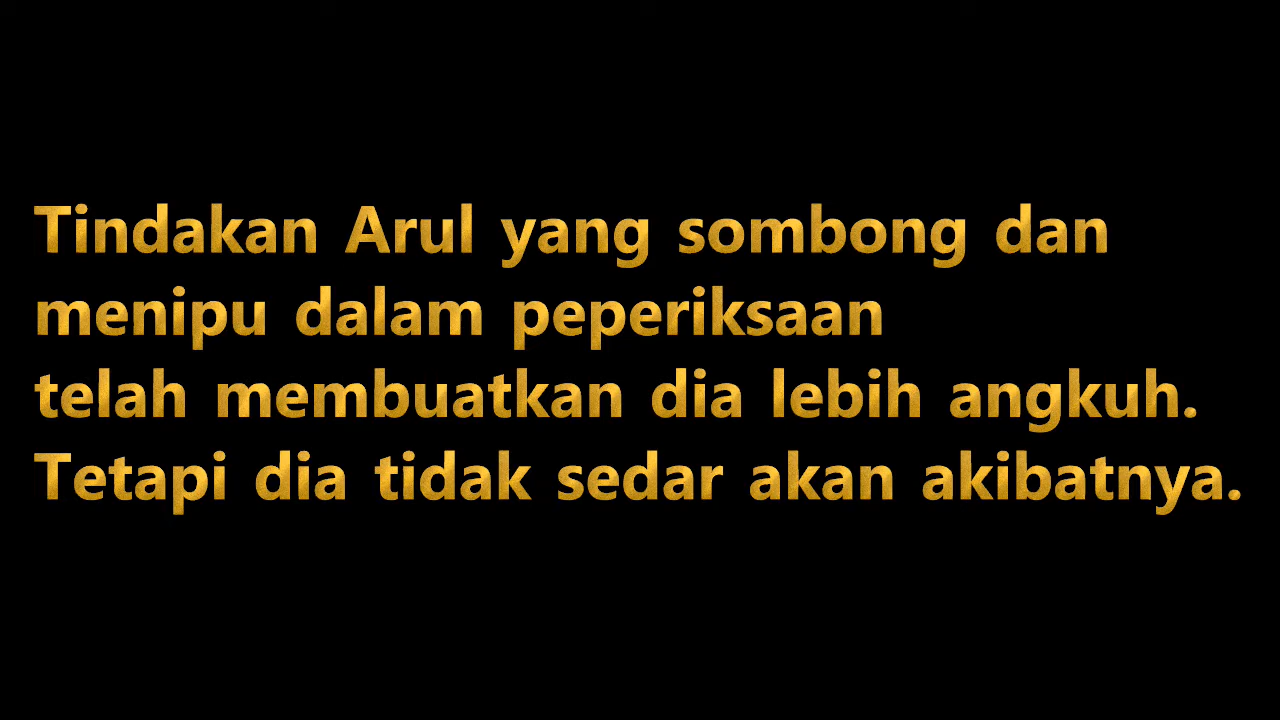 Tindakan Arul yang sombong dan
menipu dalam peperiksaan
telah membuatkan dia lebih angkuh.
Tetapi dia tidak sedar akan akibatnya.